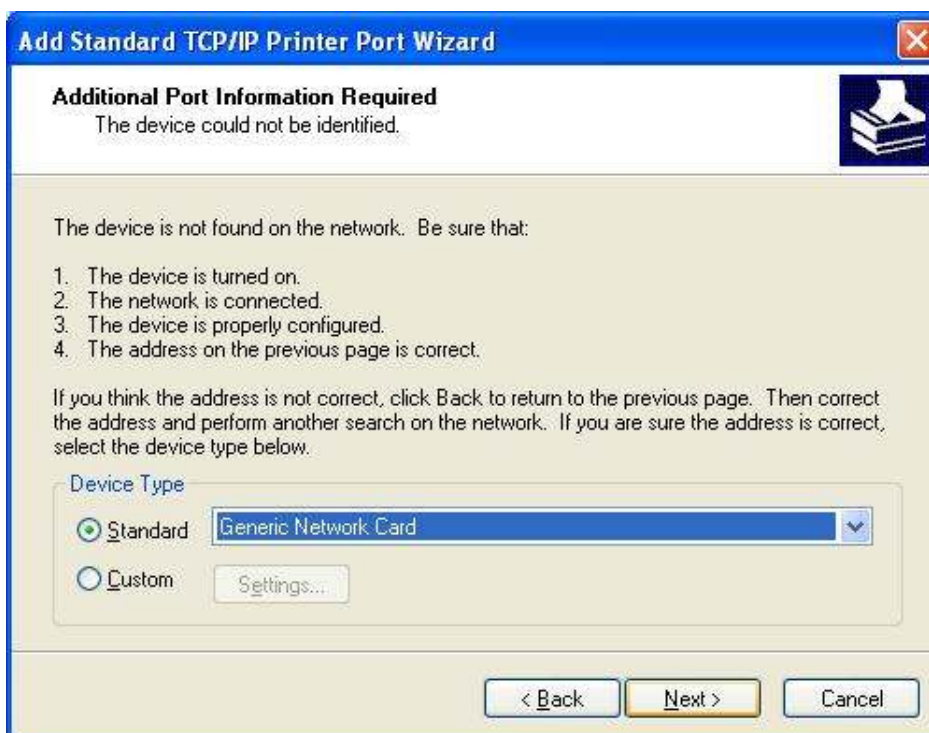 Add Standard TCP/IP Printer Port Wizard
Additional Port Information Required
The device could not be identified.
The device is not found on the network.  Be sure that:
1.  The device is turned on.
2.  The network is connected.
3.  The device is properly configured.
4.  The address on the previous page is correct.
If you think the address is not correct, click Back to return to the previous page.  Then correct
the address and perform another search on the network.  If you are sure the address is correct,
select the device type below.
Device Type
Standard Generic Network Card
Custom Settings...
< Back Next > Cancel